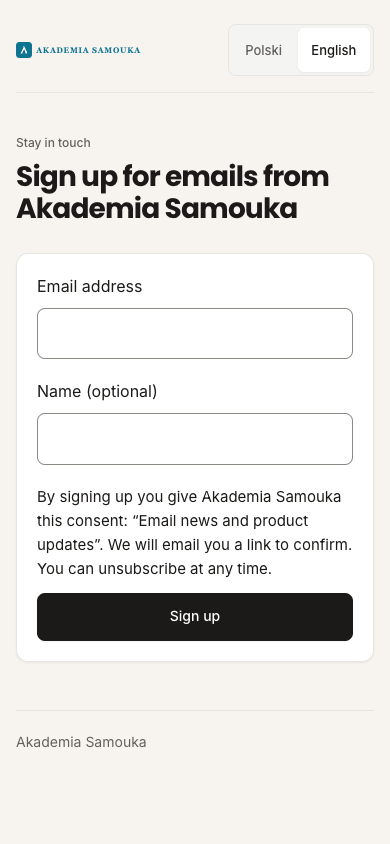 AKADEMIA SAMOUKA
Polski
English
Stay in touch
Sign up for emails from
Akademia Samouka
Email address
Name (optional)
By signing up you give Akademia Samouka
this consent: “Email news and product
updates”. We will email you a link to confirm.
You can unsubscribe at any time.
Sign up
Akademia Samouka